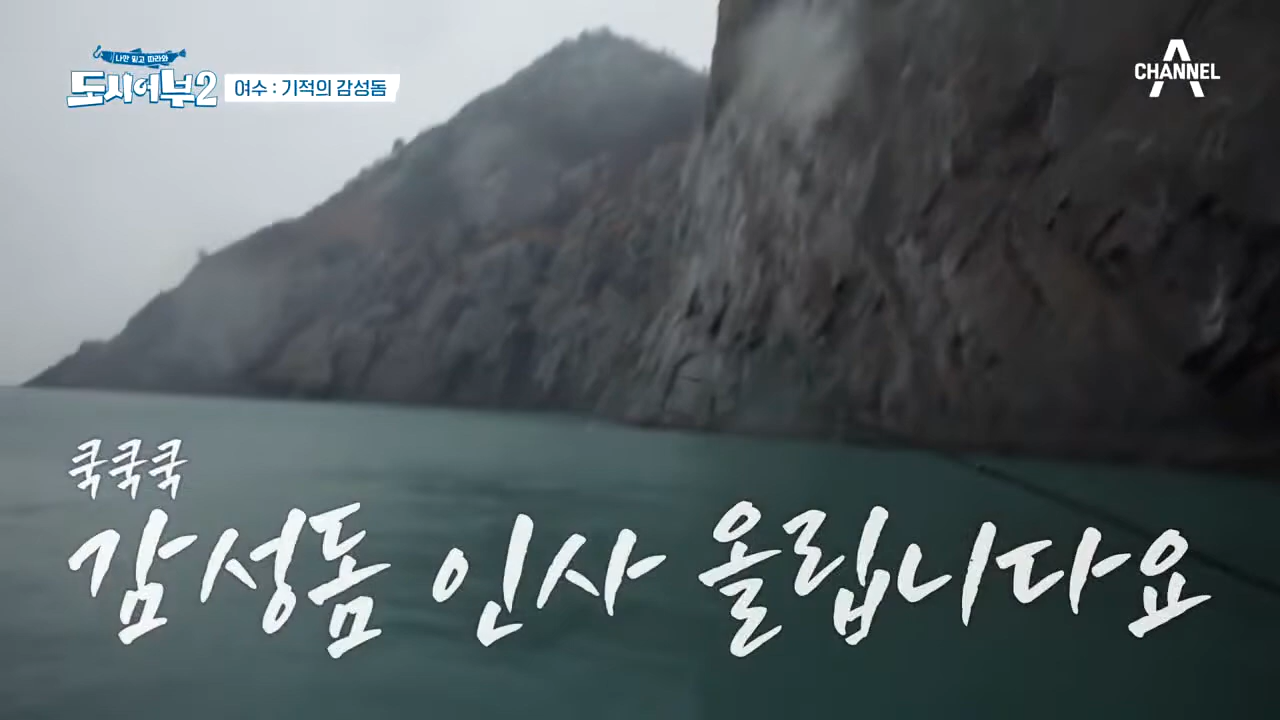 나만 믿고 따라와
도시어부2
여수 : 기적의 감성돔
CHANNEL A
쿡쿡쿡
감성돔 인사 올립니다요